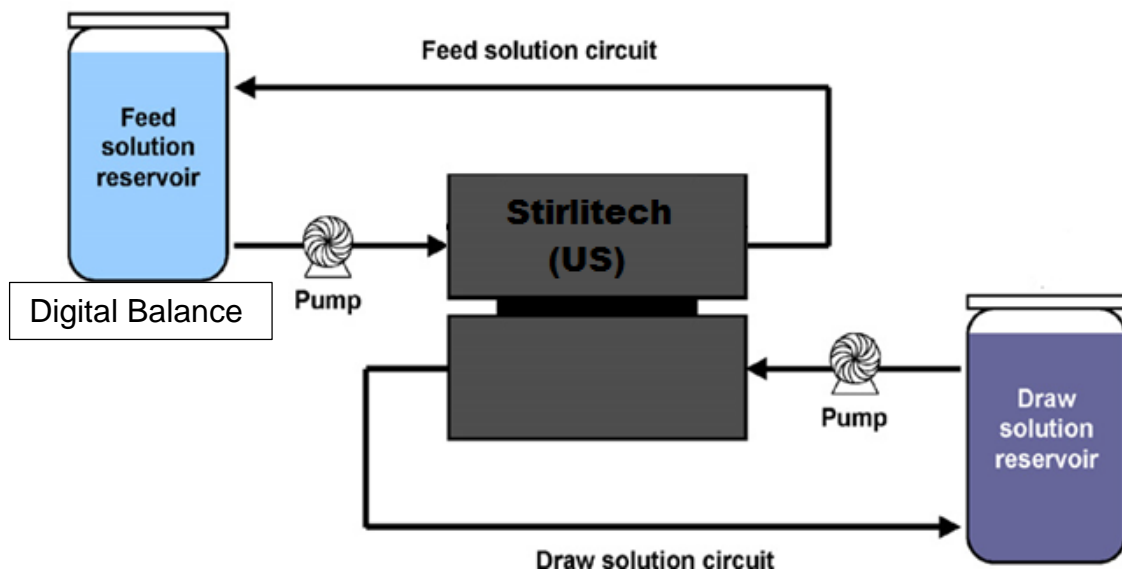 Feed solution circuit
Feed
solution
reservoir
Stirlitech
(US)
Pump
Digital Balance
Pump
Draw
solution
reservoir
Draw solution circuit